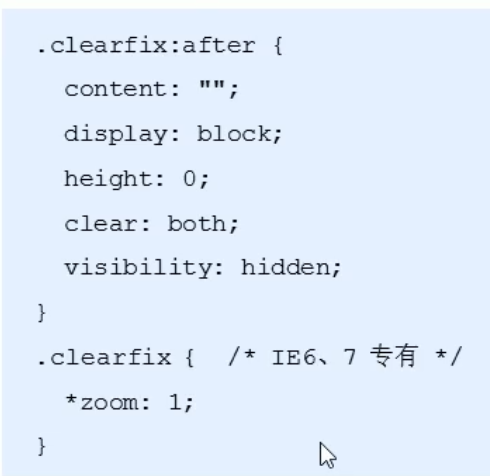 .clearfix:after {
content: "";
display: block;
height: 0;
clear: both;
visibility: hidden;
}
.clearfix { /* IE6、7 专有 */
*zoom: 1;
}